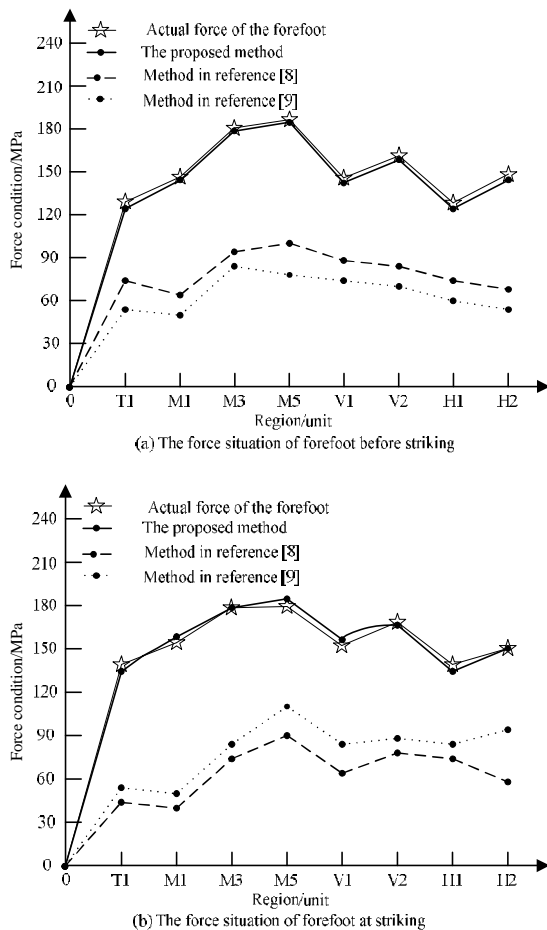 Actual force of the forefoot
The proposed method
Method in reference [8]
Method in reference [9]
Force condition/MPa
240
210
180
150
120
90
60
30
0
0 T1 M1 M3 M5 V1 V2 H1 H2
Region/unit
(a) The force situation of forefoot before striking
Actual force of the forefoot
The proposed method
Method in reference [8]
Method in reference [9]
Force condition/MPa
240
210
180
150
120
90
60
30
0
0 T1 M1 M3 M5 V1 V2 H1 H2
Region/unit
(b) The force situation of forefoot at striking